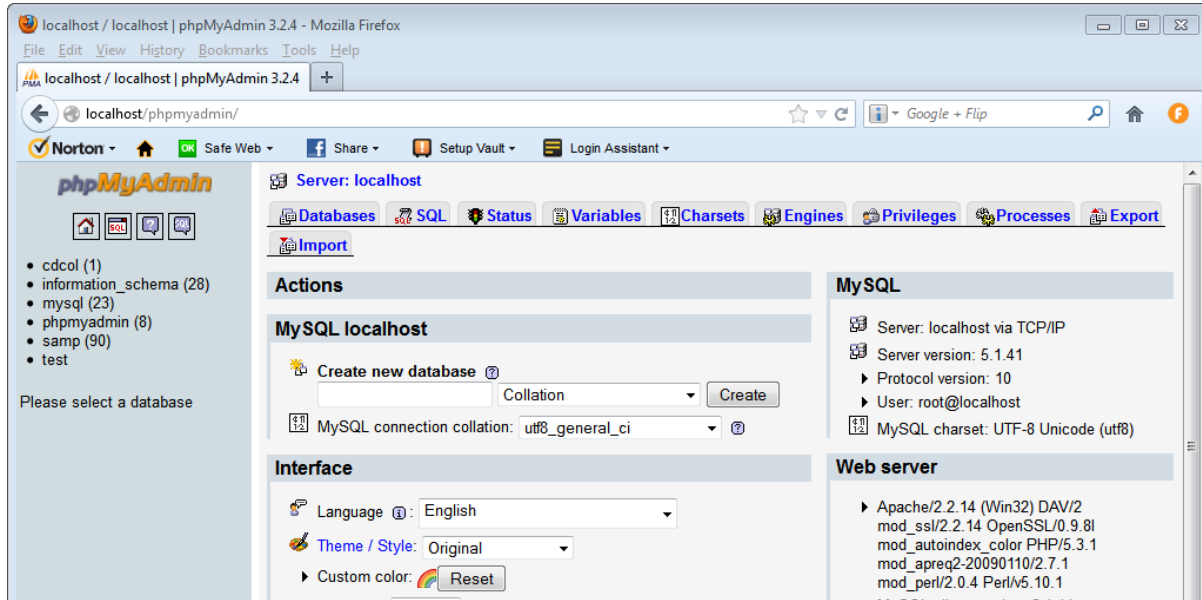 localhost / localhost | phpMyAdmin 3.2.4 - Mozilla Firefox
File Edit View History Bookmarks Tools Help
PMA localhost / localhost | phpMyAdmin 3.2.4 +
localhost/phpmyadmin/ Google + Flip
Norton OK Safe Web Share Setup Vault Login Assistant
phpMyAdmin
SQL
cdcol (1)
information_schema (28)
mysql (23)
phpmyadmin (8)
samp (90)
test
Please select a database
Server: localhost
Databases SQL Status Variables Charsets Engines Privileges Processes Export
Import
Actions
MySQL localhost
Create new database
Collation Create
MySQL connection collation: utf8_general_ci
Interface
Language : English
Theme / Style: Original
Custom color: Reset
MySQL
Server: localhost via TCP/IP
Server version: 5.1.41
Protocol version: 10
User: root@localhost
MySQL charset: UTF-8 Unicode (utf8)
Web server
Apache/2.2.14 (Win32) DAV/2
mod_ssl/2.2.14 OpenSSL/0.9.8l
mod_autoindex_color PHP/5.3.1
mod_apreq2-20090110/2.7.1
mod_perl/2.0.4 Perl/v5.10.1